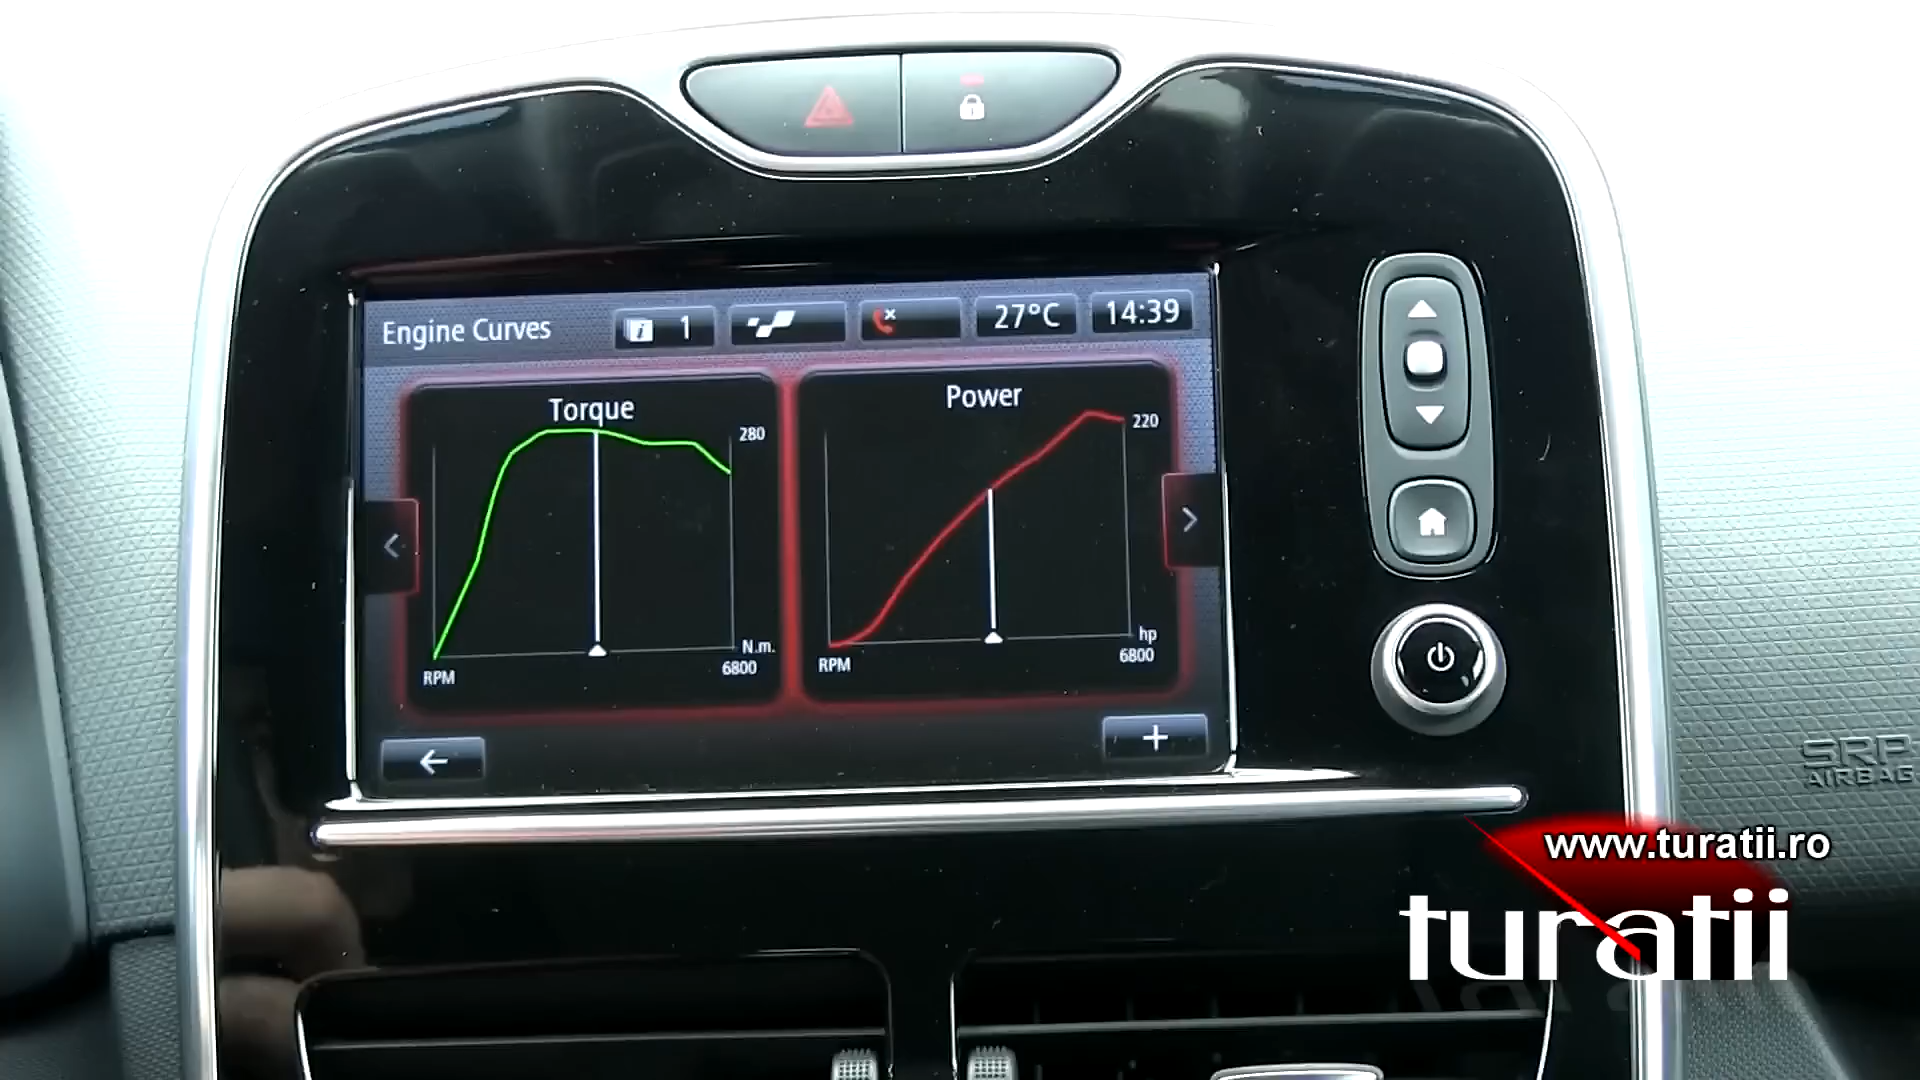 Engine Curves
1
27°C
14:39
Torque
280
N.m.
6800
RPM
Power
220
hp
6800
RPM
SRP
AIRBAG
www.turatii.ro
turatii